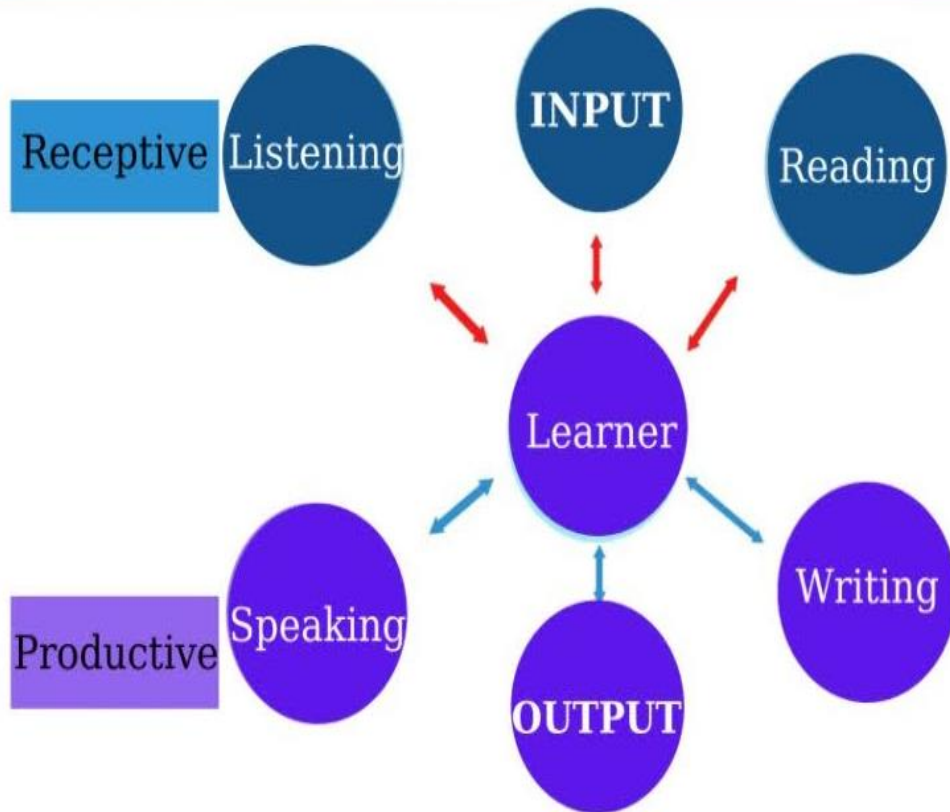 INPUT
Receptive
Listening
Reading
Learner
Writing
Productive
Speaking
OUTPUT